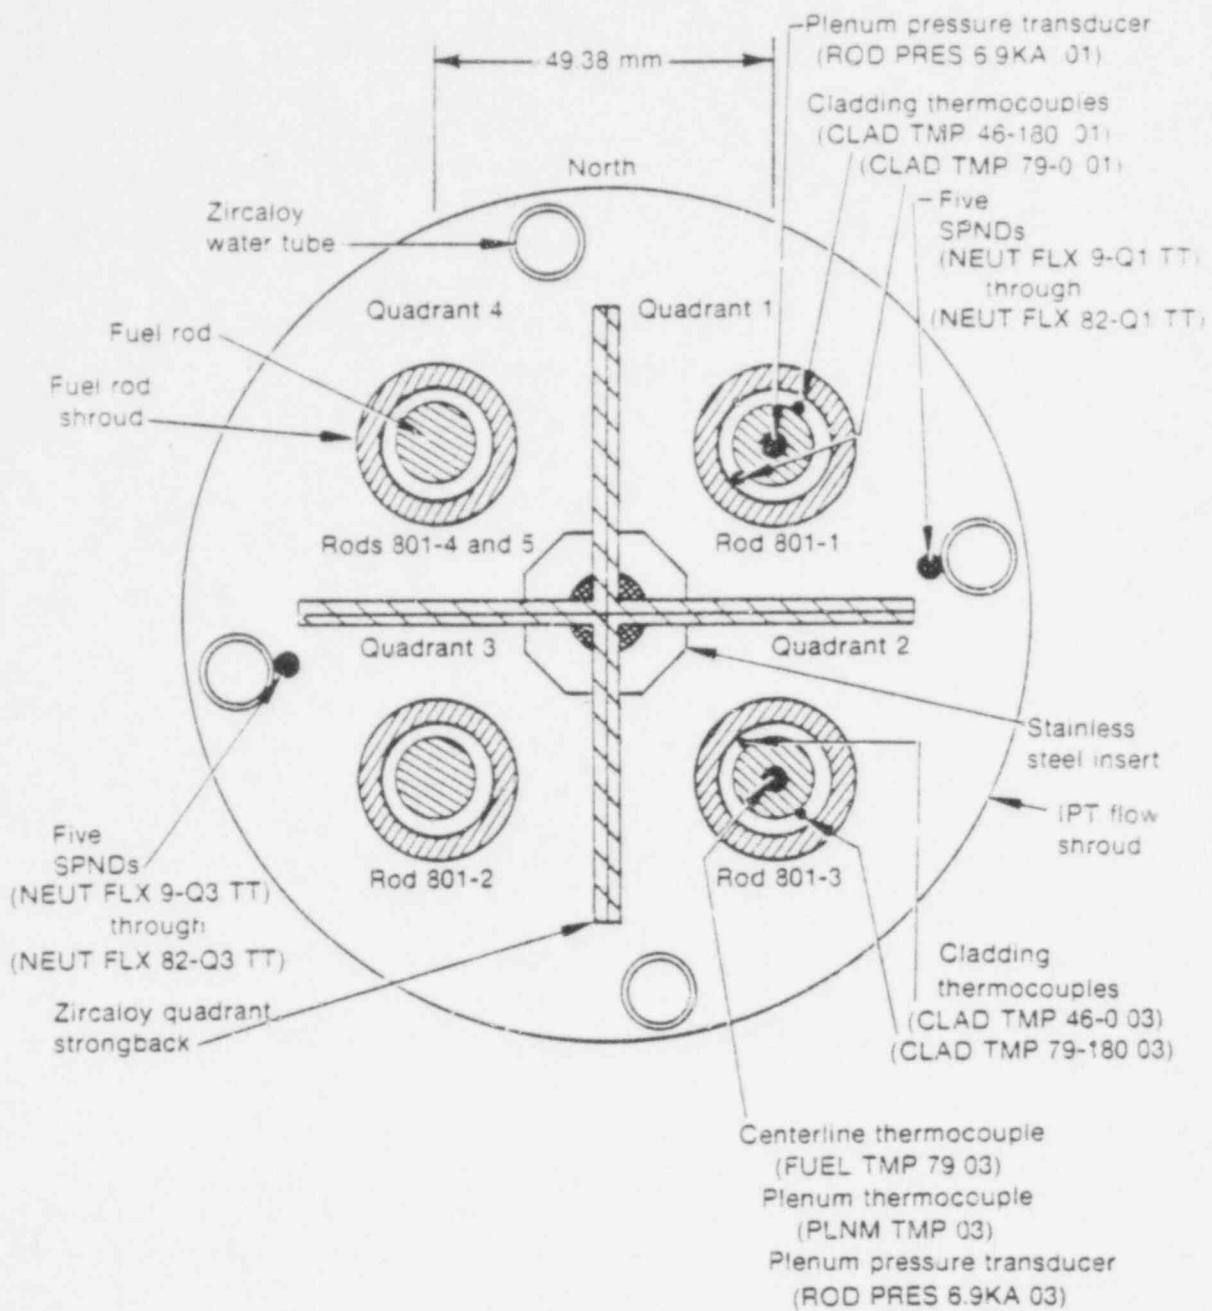 Plenum pressure transducer
(ROD PRES 6.9KA 01)
49.38 mm
Cladding thermocouples
(CLAD TMP 46-180 01)
(CLAD TMP 79-0 01)
North
Five
SPNDs
(NEUT FLX 9-Q1 TT)
through
(NEUT FLX 82-Q1 TT)
Zircaloy
water tube
Quadrant 4
Quadrant 1
Fuel rod
Fuel rod
shroud
Rods 801-4 and 5
Rod 801-1
Quadrant 3
Quadrant 2
Stainless
steel insert
IPT flow
shroud
Five
SPNDs
(NEUT FLX 9-Q3 TT)
through
(NEUT FLX 82-Q3 TT)
Rod 801-2
Rod 801-3
Zircaloy quadrant
strongback
Cladding
thermocouples
(CLAD TMP 46-0 03)
(CLAD TMP 79-180 03)
Centerline thermocouple
(FUEL TMP 79 03)
Plenum thermocouple
(PLNM TMP 03)
Plenum pressure transducer
(ROD PRES 6.9KA 03)